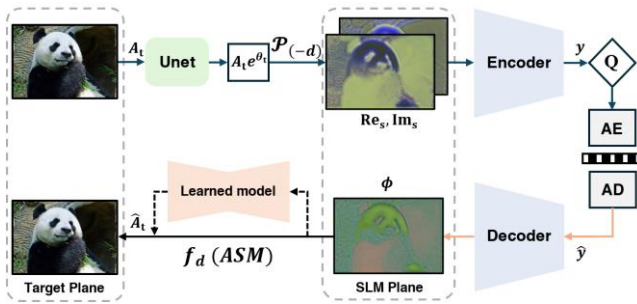 A_t
Unet
A_t e^{θ_t}
𝒫_(−d)
Re_s, Im_s
Encoder
y
Q
AE
AD
ŷ
Decoder
ϕ
Learned model
Â_t
f_d (ASM)
Target Plane
SLM Plane